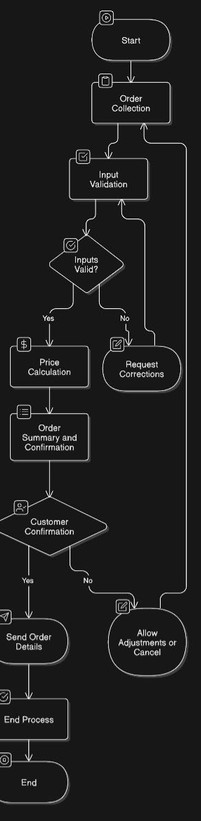 Start
Order
Collection
Input
Validation
Inputs
Valid?
Yes
No
$
Price
Calculation
Request
Corrections
Order
Summary and
Confirmation
Customer
Confirmation
Yes
No
Send Order
Details
Allow
Adjustments or
Cancel
End Process
End